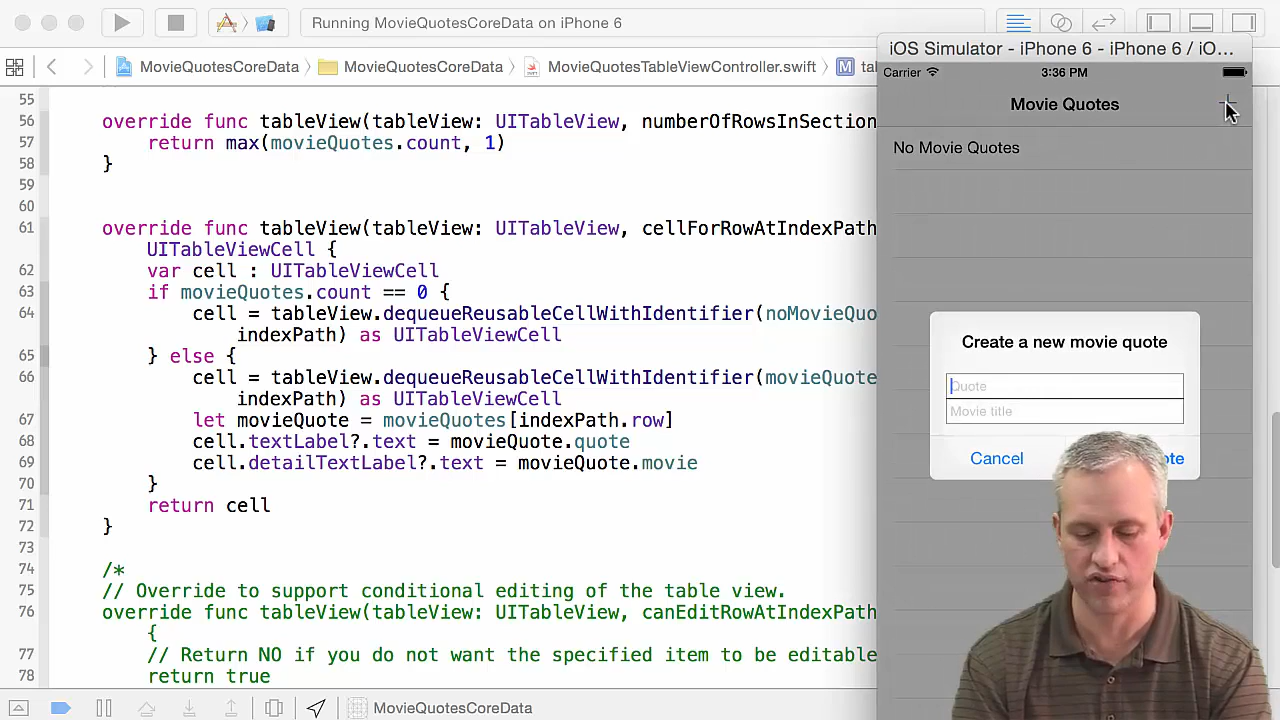 Running MovieQuotesCoreData on iPhone 6
iOS Simulator - iPhone 6 - iPhone 6 / iO...
MovieQuotesCoreData
MovieQuotesCoreData
MovieQuotesTableViewController.swift
M
Carrier
3:36 PM
Movie Quotes
No Movie Quotes
55
56 override func tableView(tableView: UITableView, numberOfRowsInSection
57 return max(movieQuotes.count, 1)
58 }
59
60
61 override func tableView(tableView: UITableView, cellForRowAtIndexPath
UITableViewCell {
62 var cell : UITableViewCell
63 if movieQuotes.count == 0 {
64 cell = tableView.dequeueReusableCellWithIdentifier(noMovieQuo
indexPath) as UITableViewCell
65 } else {
66 cell = tableView.dequeueReusableCellWithIdentifier(movieQuote
indexPath) as UITableViewCell
67 let movieQuote = movieQuotes[indexPath.row]
68 cell.textLabel?.text = movieQuote.quote
69 cell.detailTextLabel?.text = movieQuote.movie
70 }
71 return cell
72 }
73
74 /*
75 // Override to support conditional editing of the table view.
76 override func tableView(tableView: UITableView, canEditRowAtIndexPath
{
77 // Return NO if you do not want the specified item to be editable
78 return true
Create a new movie quote
Quote
Movie title
Cancel
MovieQuotesCoreData